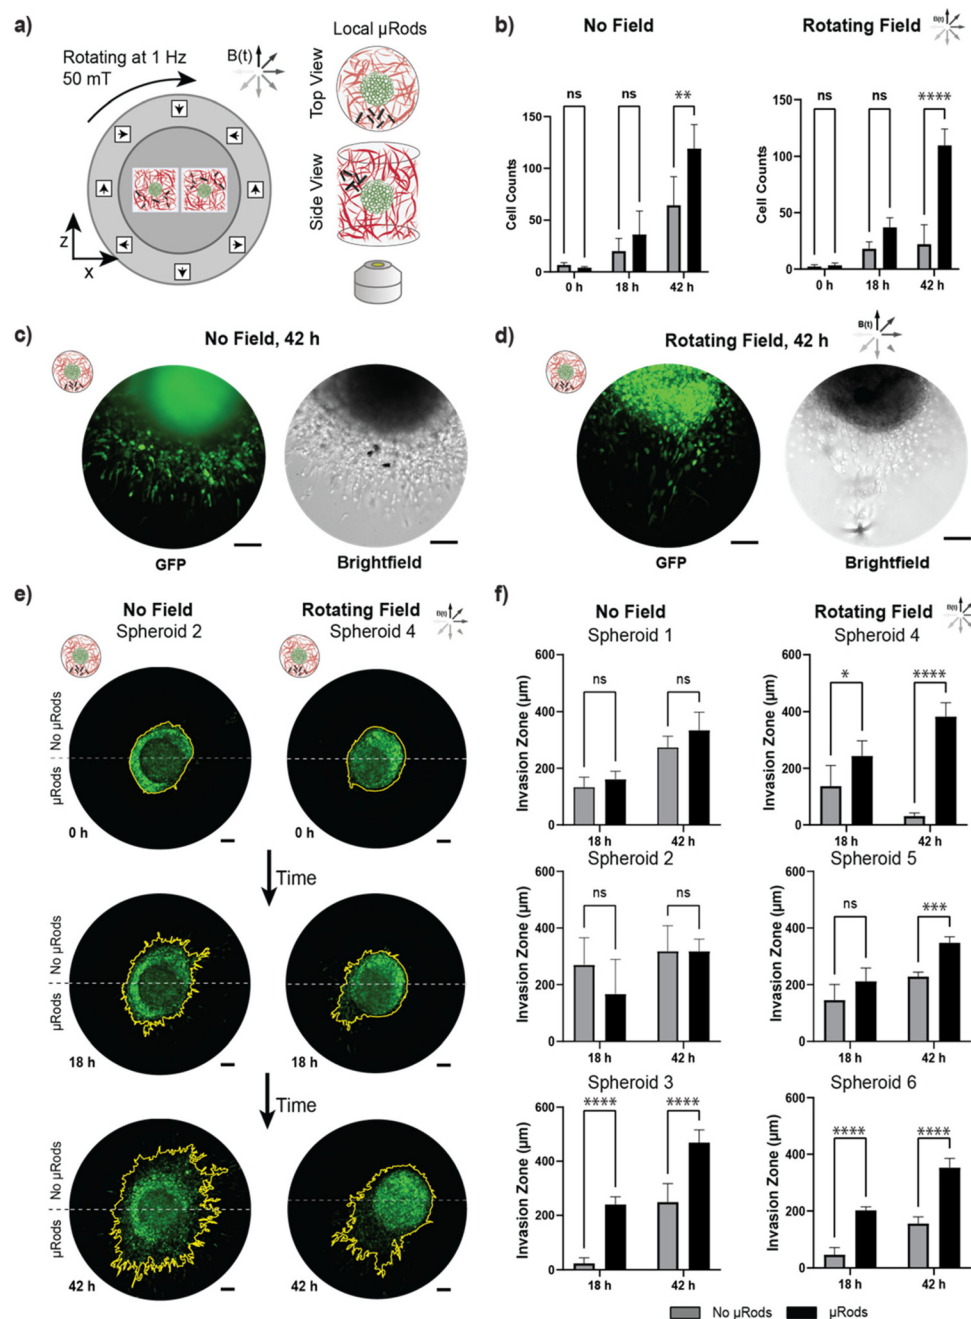 a)
Rotating at 1 Hz
50 mT
B(t)
Z
X
Local µRods
Top View
Side View
b)
No Field
Rotating Field
B(t)
Cell Counts
150
100
50
0
ns
ns
**
0 h
18 h
42 h
Cell Counts
150
100
50
0
ns
ns
****
0 h
18 h
42 h
c)
No Field, 42 h
GFP
Brightfield
d)
Rotating Field, 42 h
B(t)
GFP
Brightfield
e)
No Field
Spheroid 2
Rotating Field
Spheroid 4
B(t)
No µRods
µRods
0 h
Time
No µRods
µRods
0 h
18 h
Time
No µRods
µRods
18 h
42 h
42 h
f)
No Field
Spheroid 1
Invasion Zone (µm)
600
400
200
0
ns
ns
18 h
42 h
Rotating Field
B(t)
Spheroid 4
Invasion Zone (µm)
600
400
200
0
*
****
18 h
42 h
Spheroid 2
Invasion Zone (µm)
600
400
200
0
ns
ns
18 h
42 h
Spheroid 5
Invasion Zone (µm)
600
400
200
0
ns
***
18 h
42 h
Spheroid 3
Invasion Zone (µm)
600
400
200
0
****
****
18 h
42 h
Spheroid 6
Invasion Zone (µm)
600
400
200
0
****
****
18 h
42 h
No µRods
µRods